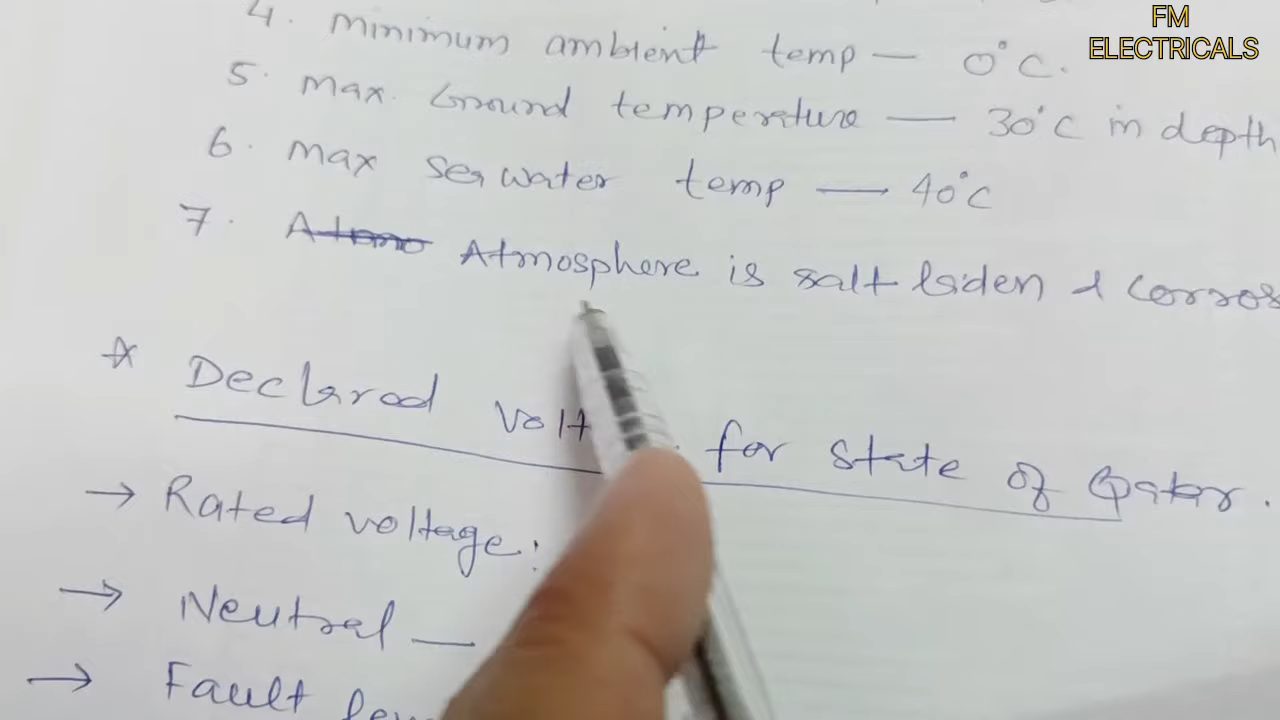 FM
ELECTRICALS
4. Minimum ambient temp — 0°C.
5. Max. Ground temperature — 30°C in depth
6. Max sea water temp — 40°C
7. Atmosphere is salt laden & corros
* Declared volt for state of Qatar.
→ Rated voltage:
→ Neutral —
→ Fault lev